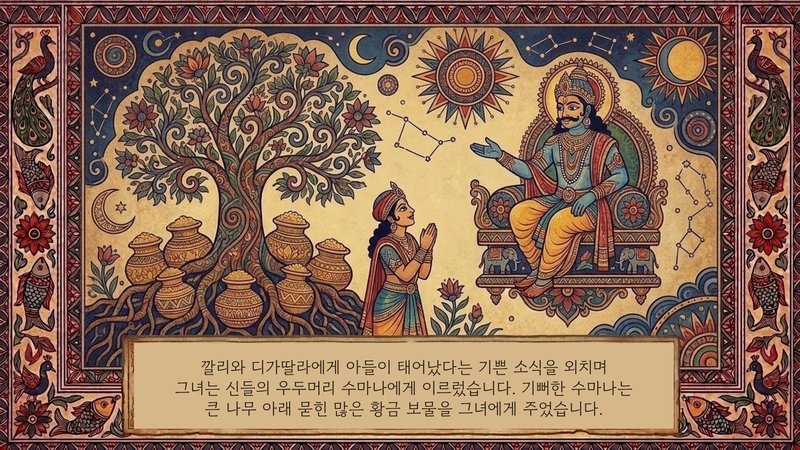 깔리와 디가딸라에게 아들이 태어났다는 기쁜 소식을 외치며
그녀는 신들의 우두머리 수마나에게 이르렀습니다. 기뻐한 수마나는
큰 나무 아래 묻힌 많은 황금 보물을 그녀에게 주었습니다.